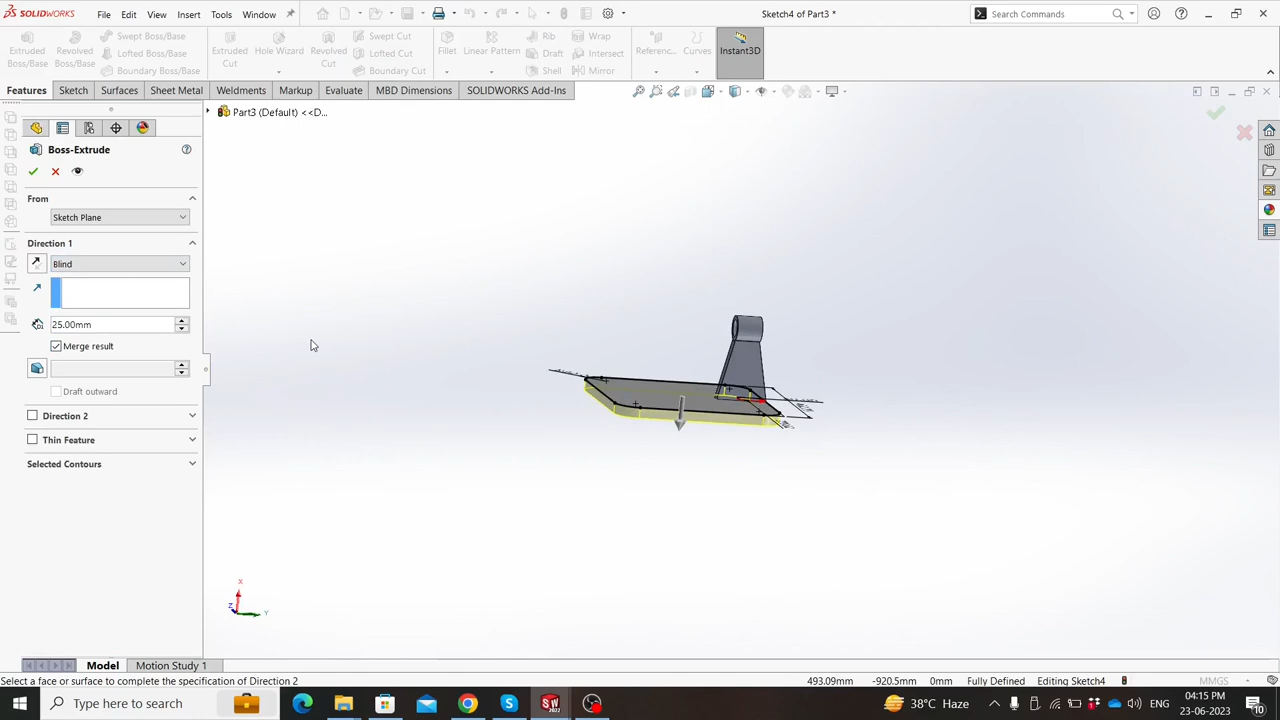 SOLIDWORKS File Edit View Insert Tools Window Sketch4 of Part3 * Search Commands
Extruded Boss/Base Revolved Boss/Base Swept Boss/Base Lofted Boss/Base Boundary Boss/Base Extruded Cut Hole Wizard Revolved Cut Swept Cut Lofted Cut Boundary Cut Fillet Linear Pattern Rib Draft Shell Wrap Intersect Mirror Referenc... Curves Instant3D
Features Sketch Surfaces Sheet Metal Weldments Markup Evaluate MBD Dimensions SOLIDWORKS Add-Ins
Part3 (Default) <<D...
Boss-Extrude
From
Sketch Plane
Direction 1
Blind
25.00mm
Merge result
Draft outward
Direction 2
Thin Feature
Selected Contours
X
Z Y
Model Motion Study 1
Select a face or surface to complete the specification of Direction 2 493.09mm -920.5mm 0mm Fully Defined Editing Sketch4 MMGS
Type here to search 38°C Haze ENG 04:15 PM
23-06-2023